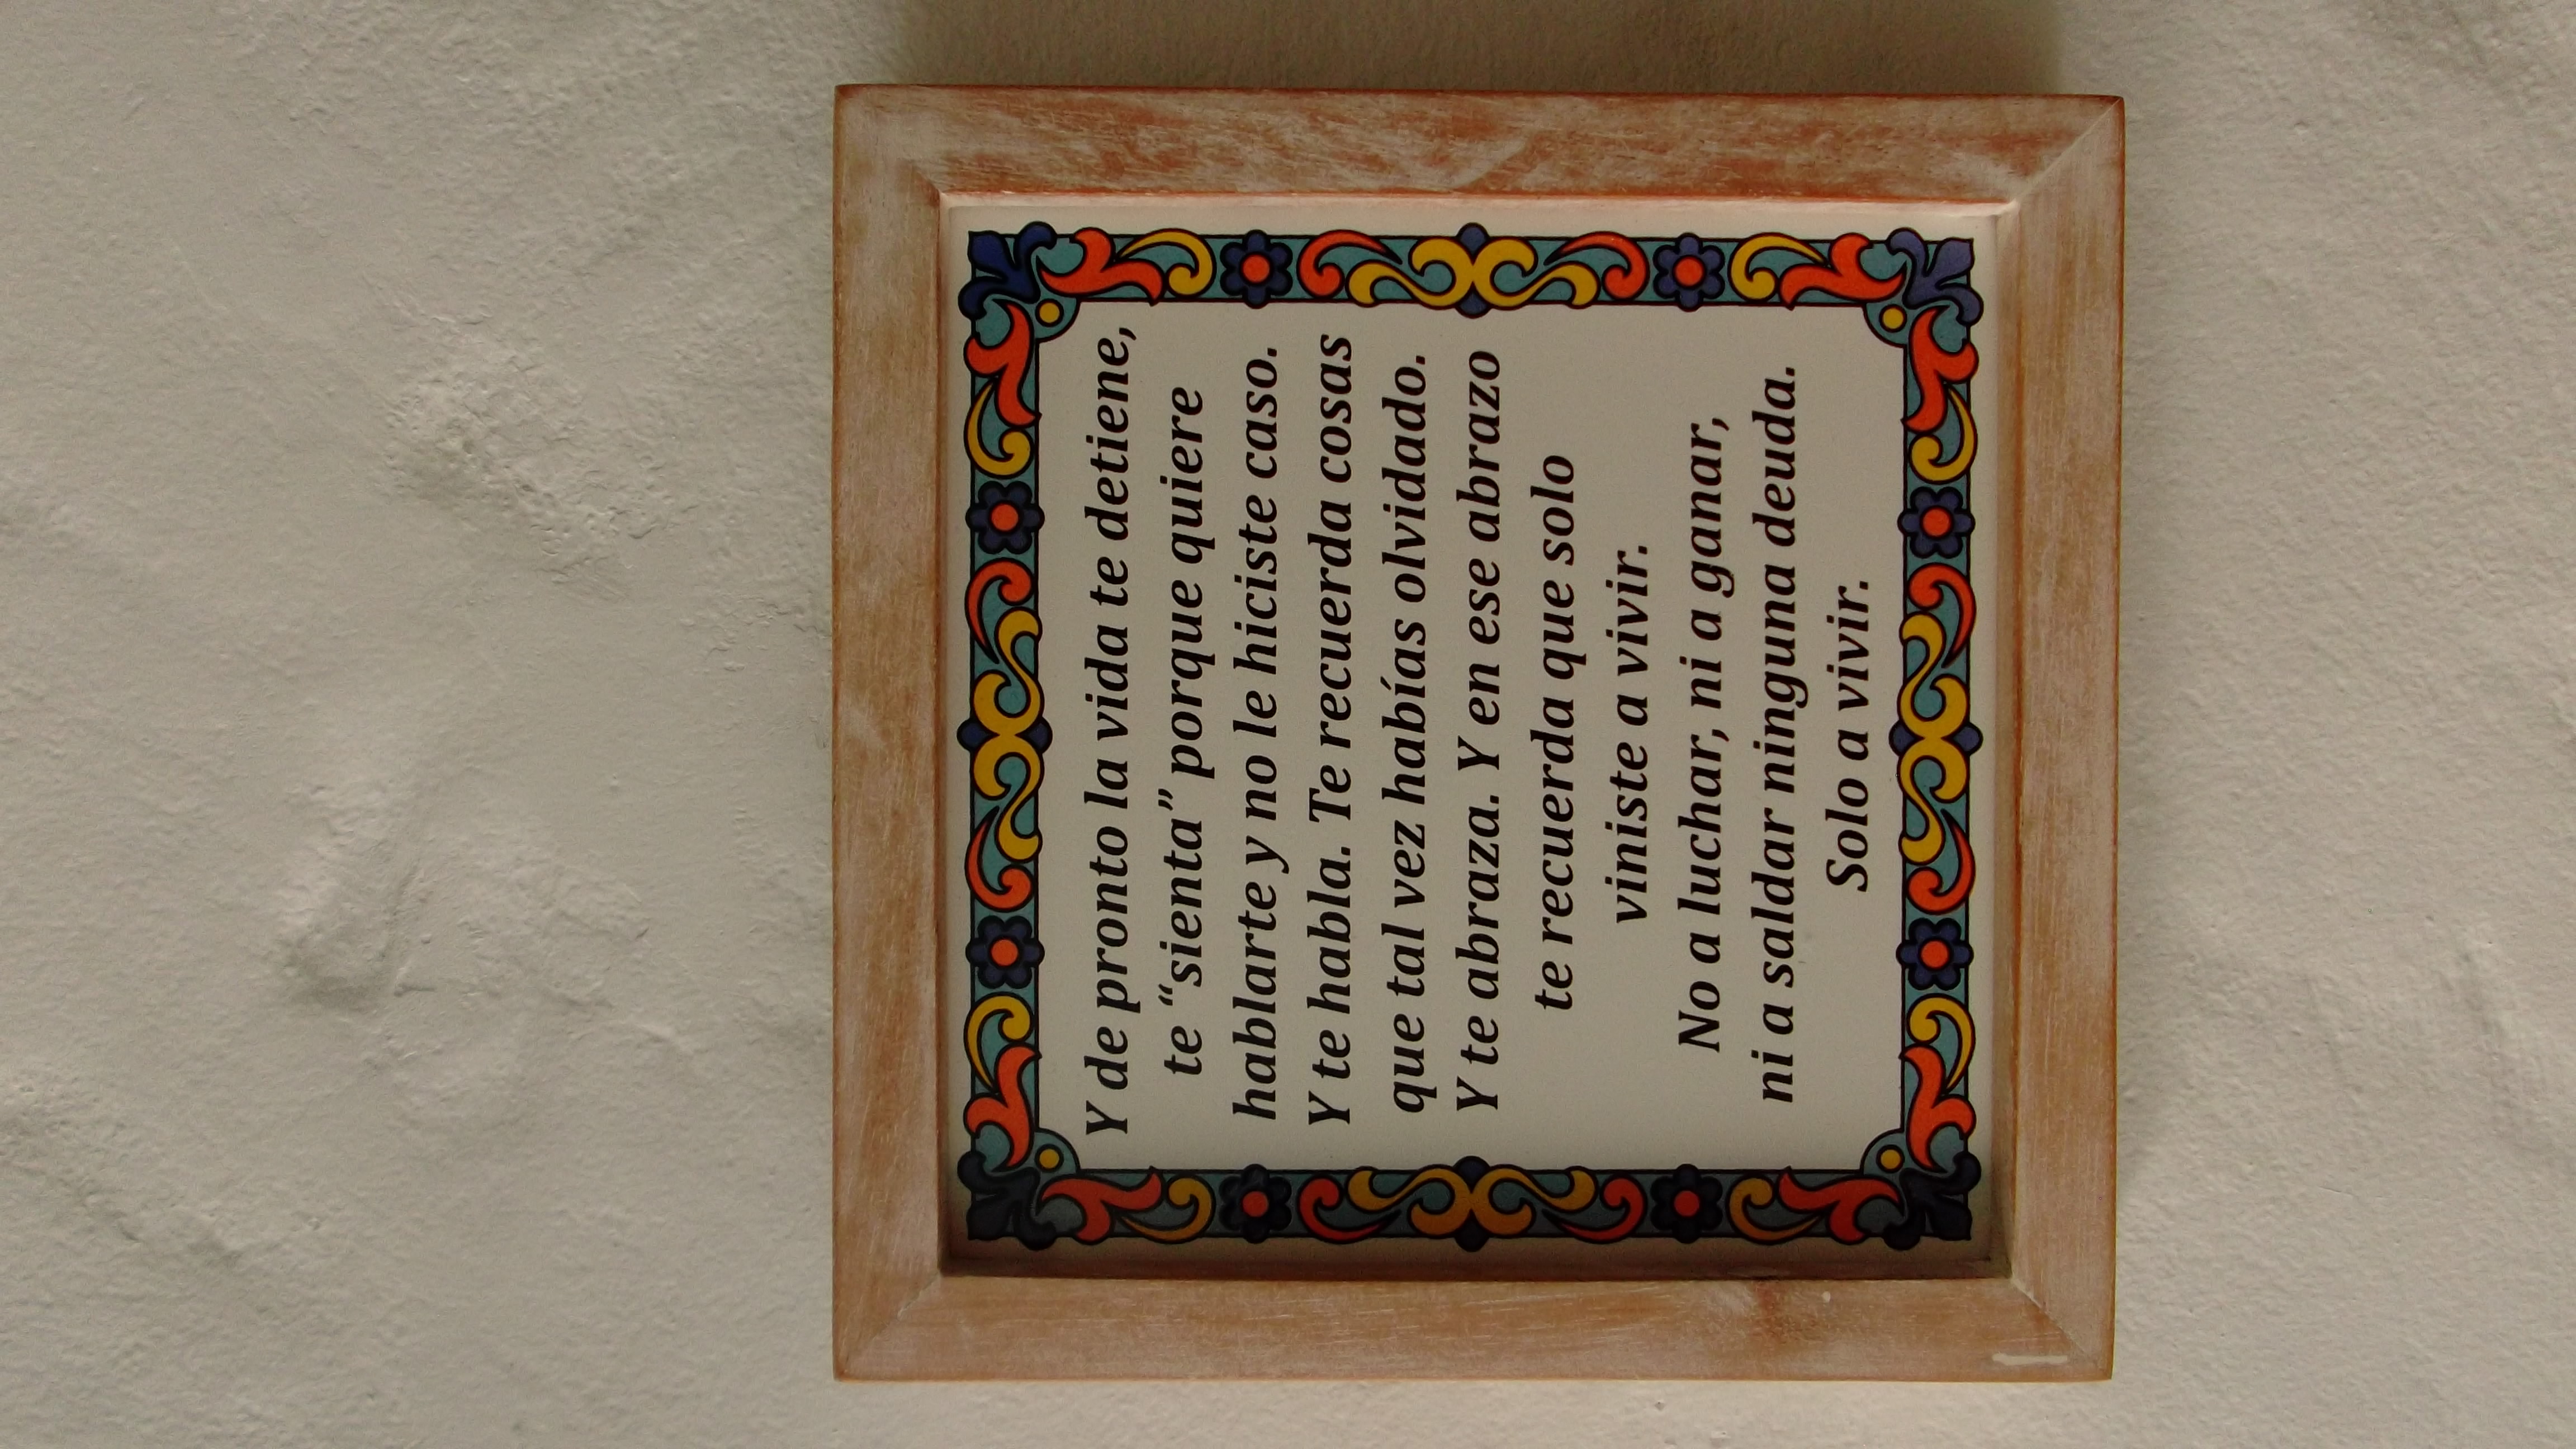 Y de pronto la vida te detiene,
te “sienta” porque quiere
hablarte y no le hiciste caso.
Y te habla. Te recuerda cosas
que tal vez habías olvidado.
Y te abraza. Y en ese abrazo
te recuerda que solo
viniste a vivir.
No a luchar, ni a ganar,
ni a saldar ninguna deuda.
Solo a vivir.